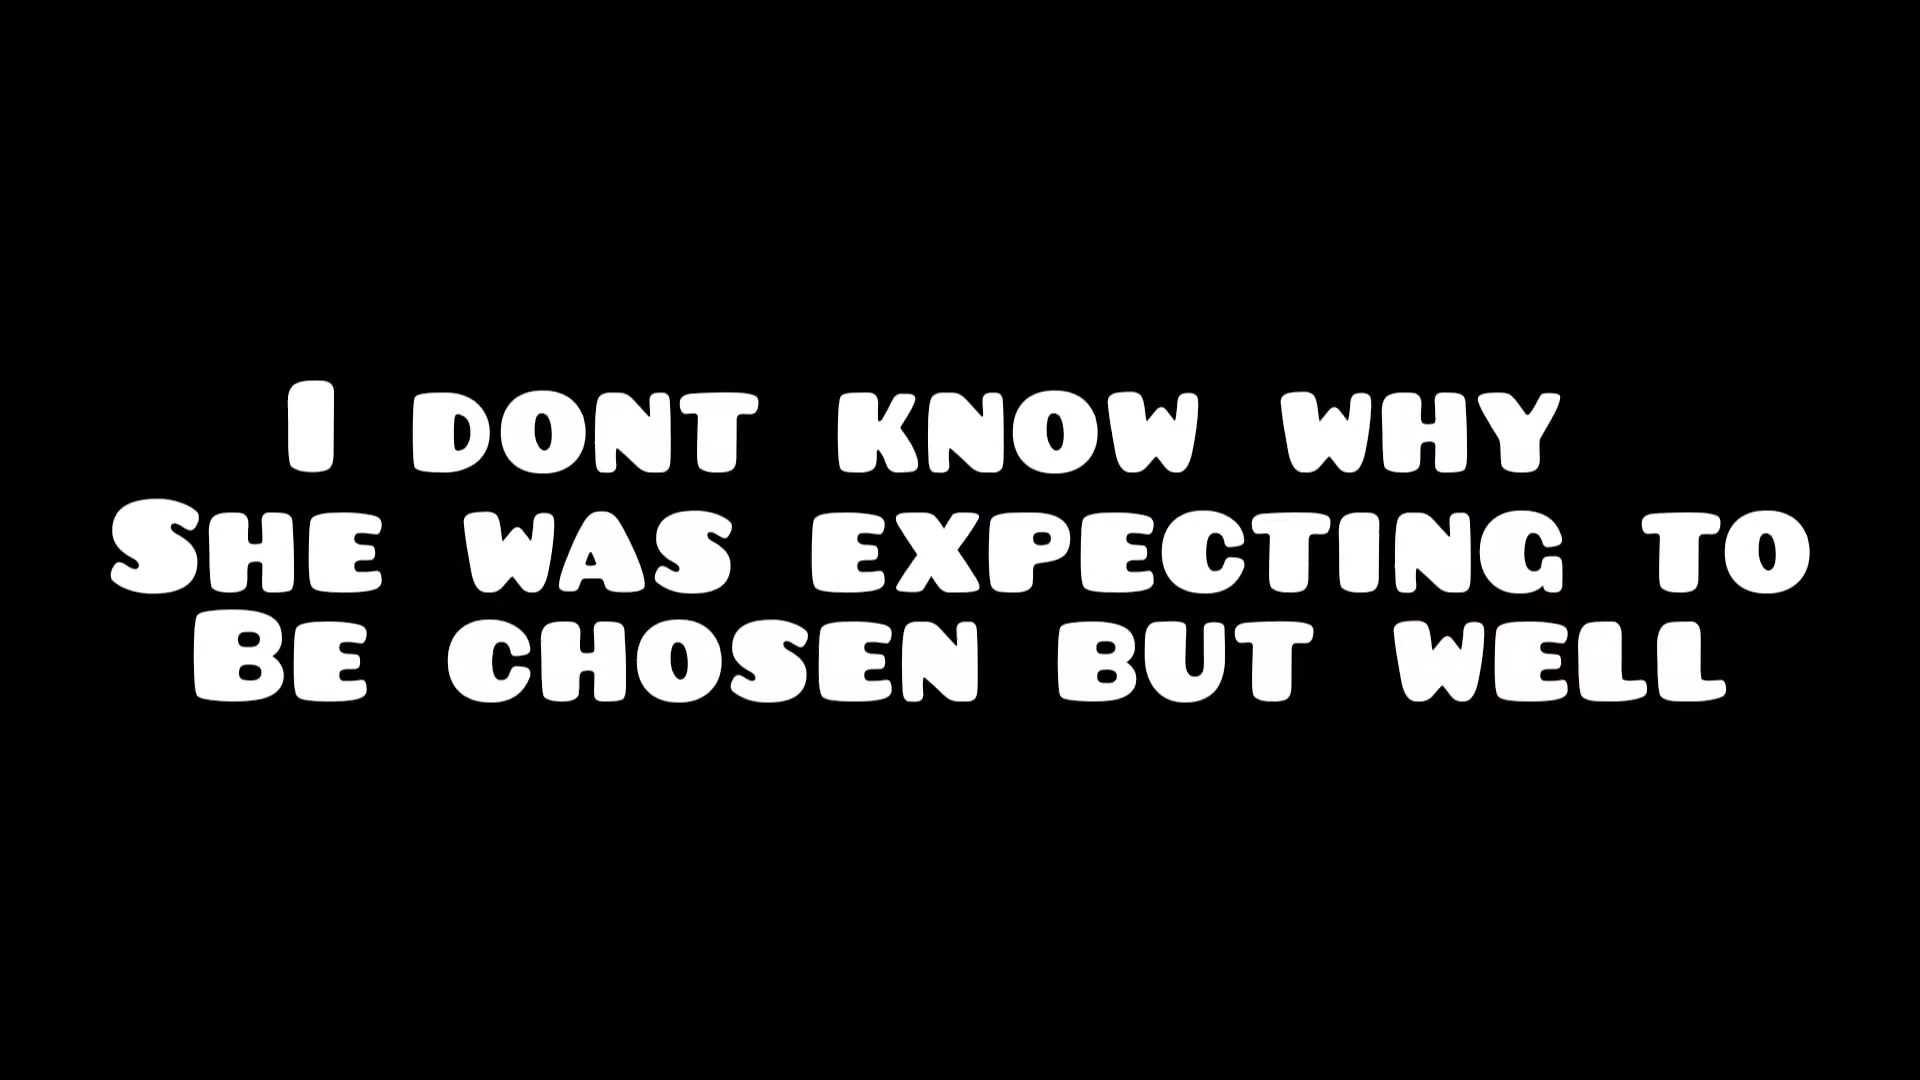 I dont know why
She was expecting to
Be chosen but well